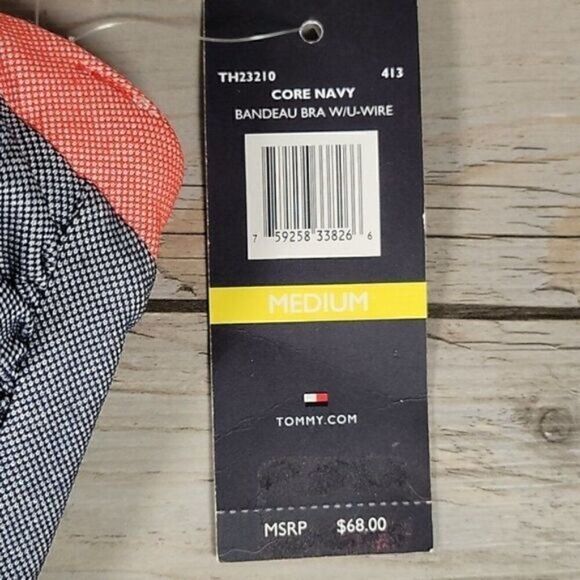 TH23210 413
CORE NAVY
BANDEAU BRA W/U-WIRE
7 59258 33826 6
MEDIUM
TOMMY.COM
MSRP $68.00